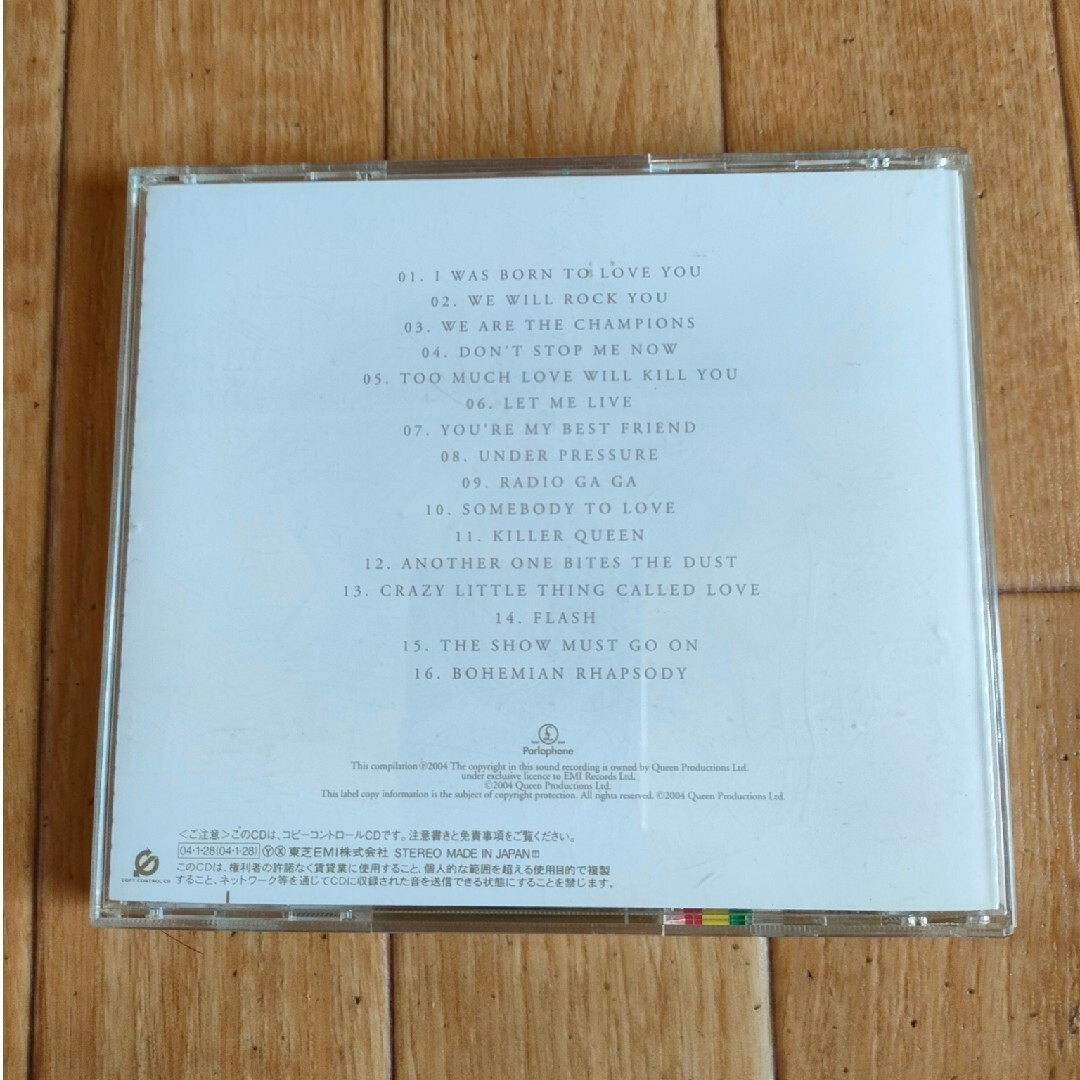 01. I WAS BORN TO LOVE YOU
02. WE WILL ROCK YOU
03. WE ARE THE CHAMPIONS
04. DON'T STOP ME NOW
05. TOO MUCH LOVE WILL KILL YOU
06. LET ME LIVE
07. YOU'RE MY BEST FRIEND
08. UNDER PRESSURE
09. RADIO GA GA
10. SOMEBODY TO LOVE
11. KILLER QUEEN
12. ANOTHER ONE BITES THE DUST
13. CRAZY LITTLE THING CALLED LOVE
14. FLASH
15. THE SHOW MUST GO ON
16. BOHEMIAN RHAPSODY
Parlophone
This compilation ℗2004 The copyright in this sound recording is owned by Queen Productions Ltd.
under exclusive licence to EMI Records Ltd.
©2004 Queen Productions Ltd.
This label copy information is the subject of copyright protection. All rights reserved. ©2004 Queen Productions Ltd.
<ご注意>このCDは、コピーコントロールCDです。注意書きと免責事項をご覧ください。
04・1・28(04・1・28) Ⓨ Ⓧ 東芝EMI株式会社 STEREO MADE IN JAPAN
このCDは、権利者の許諾なく賃貸業に使用すること、個人的な範囲を超える使用目的で複製
すること、ネットワーク等を通じてCDに収録された音を送信できる状態にすることを禁じます。
COPY CONTROL CD